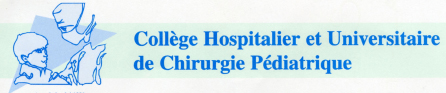 Collège Hospitalier et Universitaire
de Chirurgie Pédiatrique